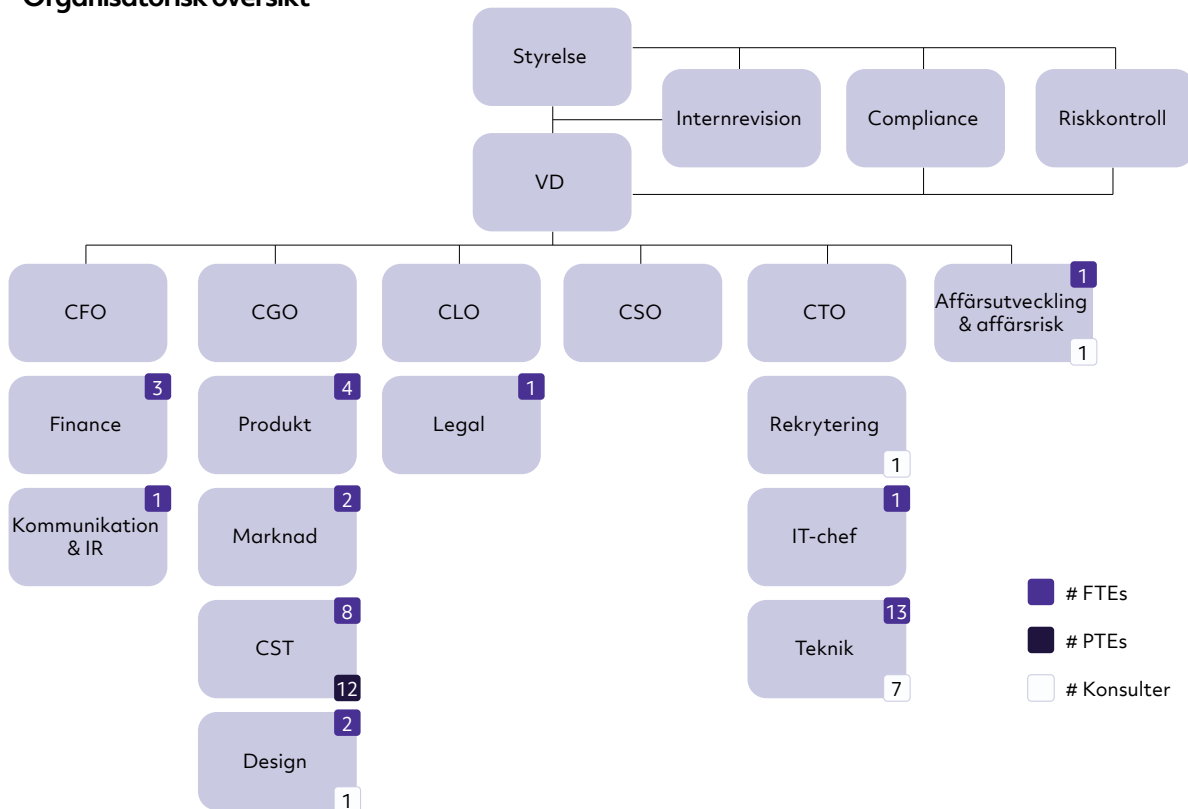 Organisatorisk översikt
Styrelse
Internrevision
Compliance
Riskkontroll
VD
CFO
CGO
CLO
CSO
CTO
1
Affärsutveckling
& affärsrisk
1
3
Finance
4
Produkt
1
Legal
Rekrytering
1
1
Kommunikation
& IR
2
Marknad
1
IT-chef
8
CST
12
13
Teknik
7
2
Design
1
# FTEs
# PTEs
# Konsulter